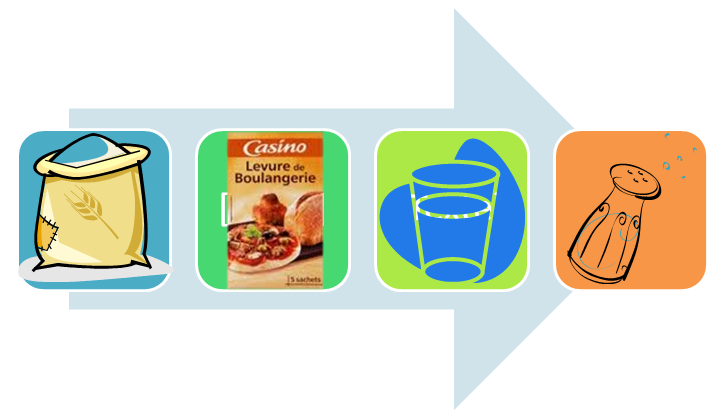 Casino
Levure de
Boulangerie
5 sachets